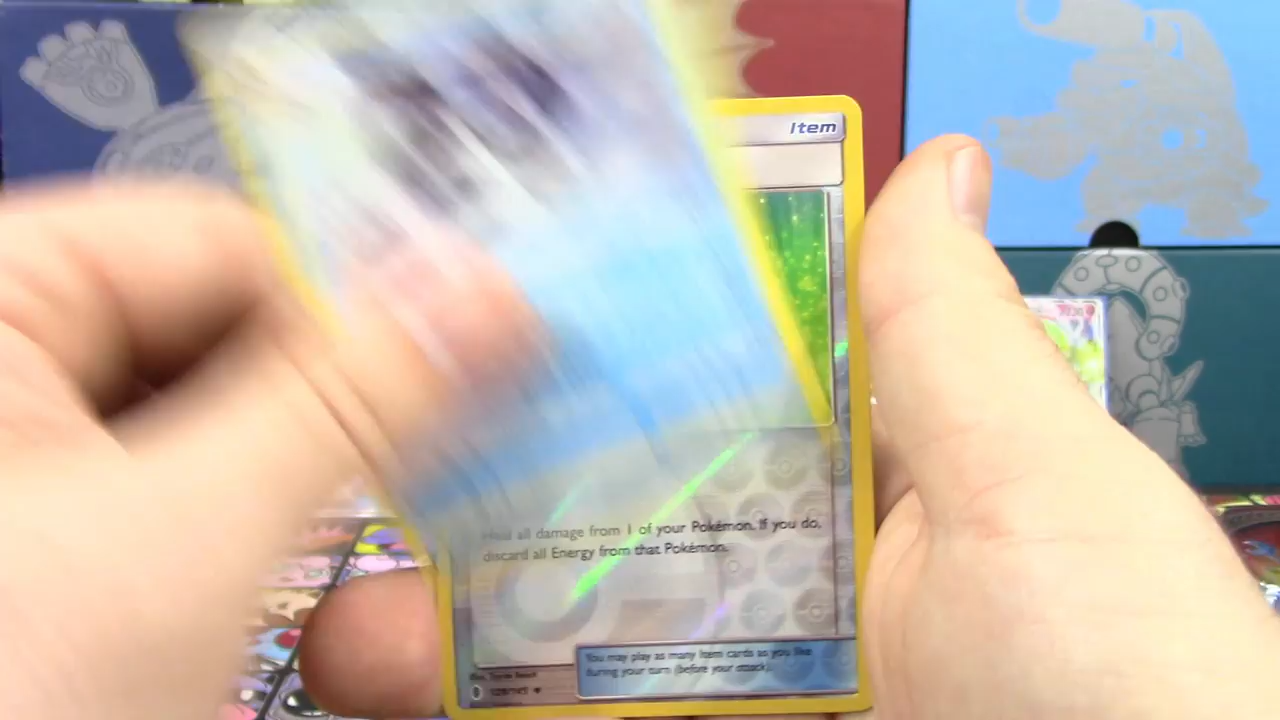 Item
Heal all damage from 1 of your Pokémon. If you do,
discard all Energy from that Pokémon.
You may play as many Item cards as you like
during your turn (before your attack).